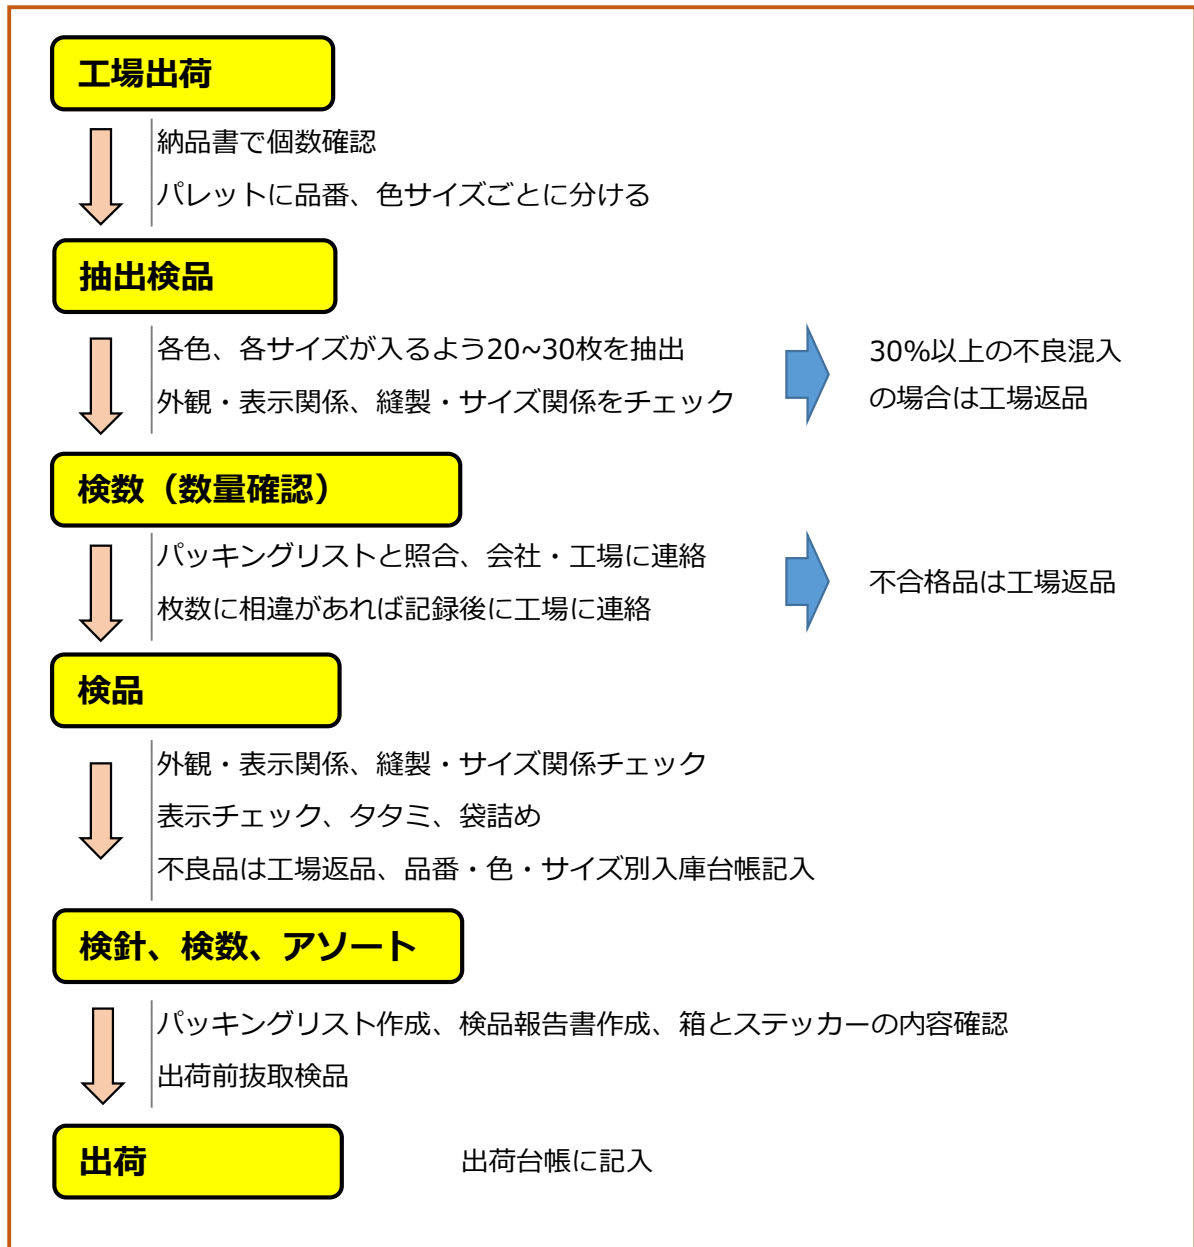 工場出荷
納品書で個数確認
パレットに品番、色サイズごとに分ける
抽出検品
各色、各サイズが入るよう20~30枚を抽出
外観・表示関係、縫製・サイズ関係をチェック
30%以上の不良混入
の場合は工場返品
検数（数量確認）
パッキングリストと照合、会社・工場に連絡
枚数に相違があれば記録後に工場に連絡
不合格品は工場返品
検品
外観・表示関係、縫製・サイズ関係チェック
表示チェック、タタミ、袋詰め
不良品は工場返品、品番・色・サイズ別入庫台帳記入
検針、検数、アソート
パッキングリスト作成、検品報告書作成、箱とステッカーの内容確認
出荷前抜取検品
出荷
出荷台帳に記入